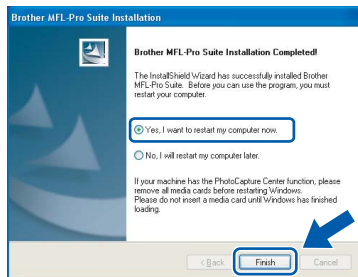 Brother MFL-Pro Suite Installation
Brother MFL-Pro Suite Installation Completed!
The InstallShield Wizard has successfully installed Brother
MFL-Pro Suite. Before you can use the program, you must
restart your computer.
Yes, I want to restart my computer now.
No, I will restart my computer later.
If your machine has the PhotoCapture Center function, please
remove all media cards before restarting Windows.
Please do not insert a media card until Windows has finished
loading.
< Back
Finish
Cancel